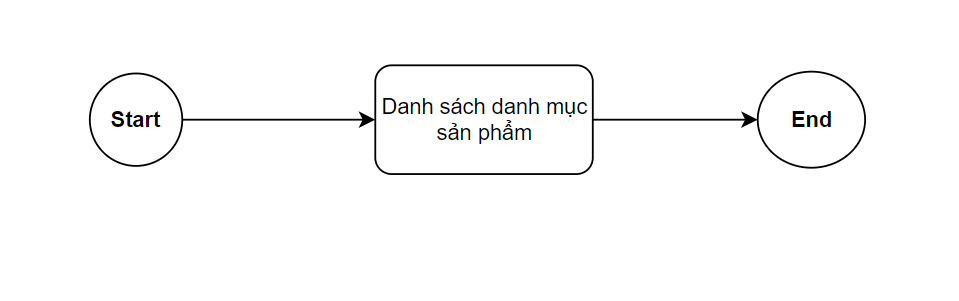 Start
Danh sách danh mục
sản phẩm
End